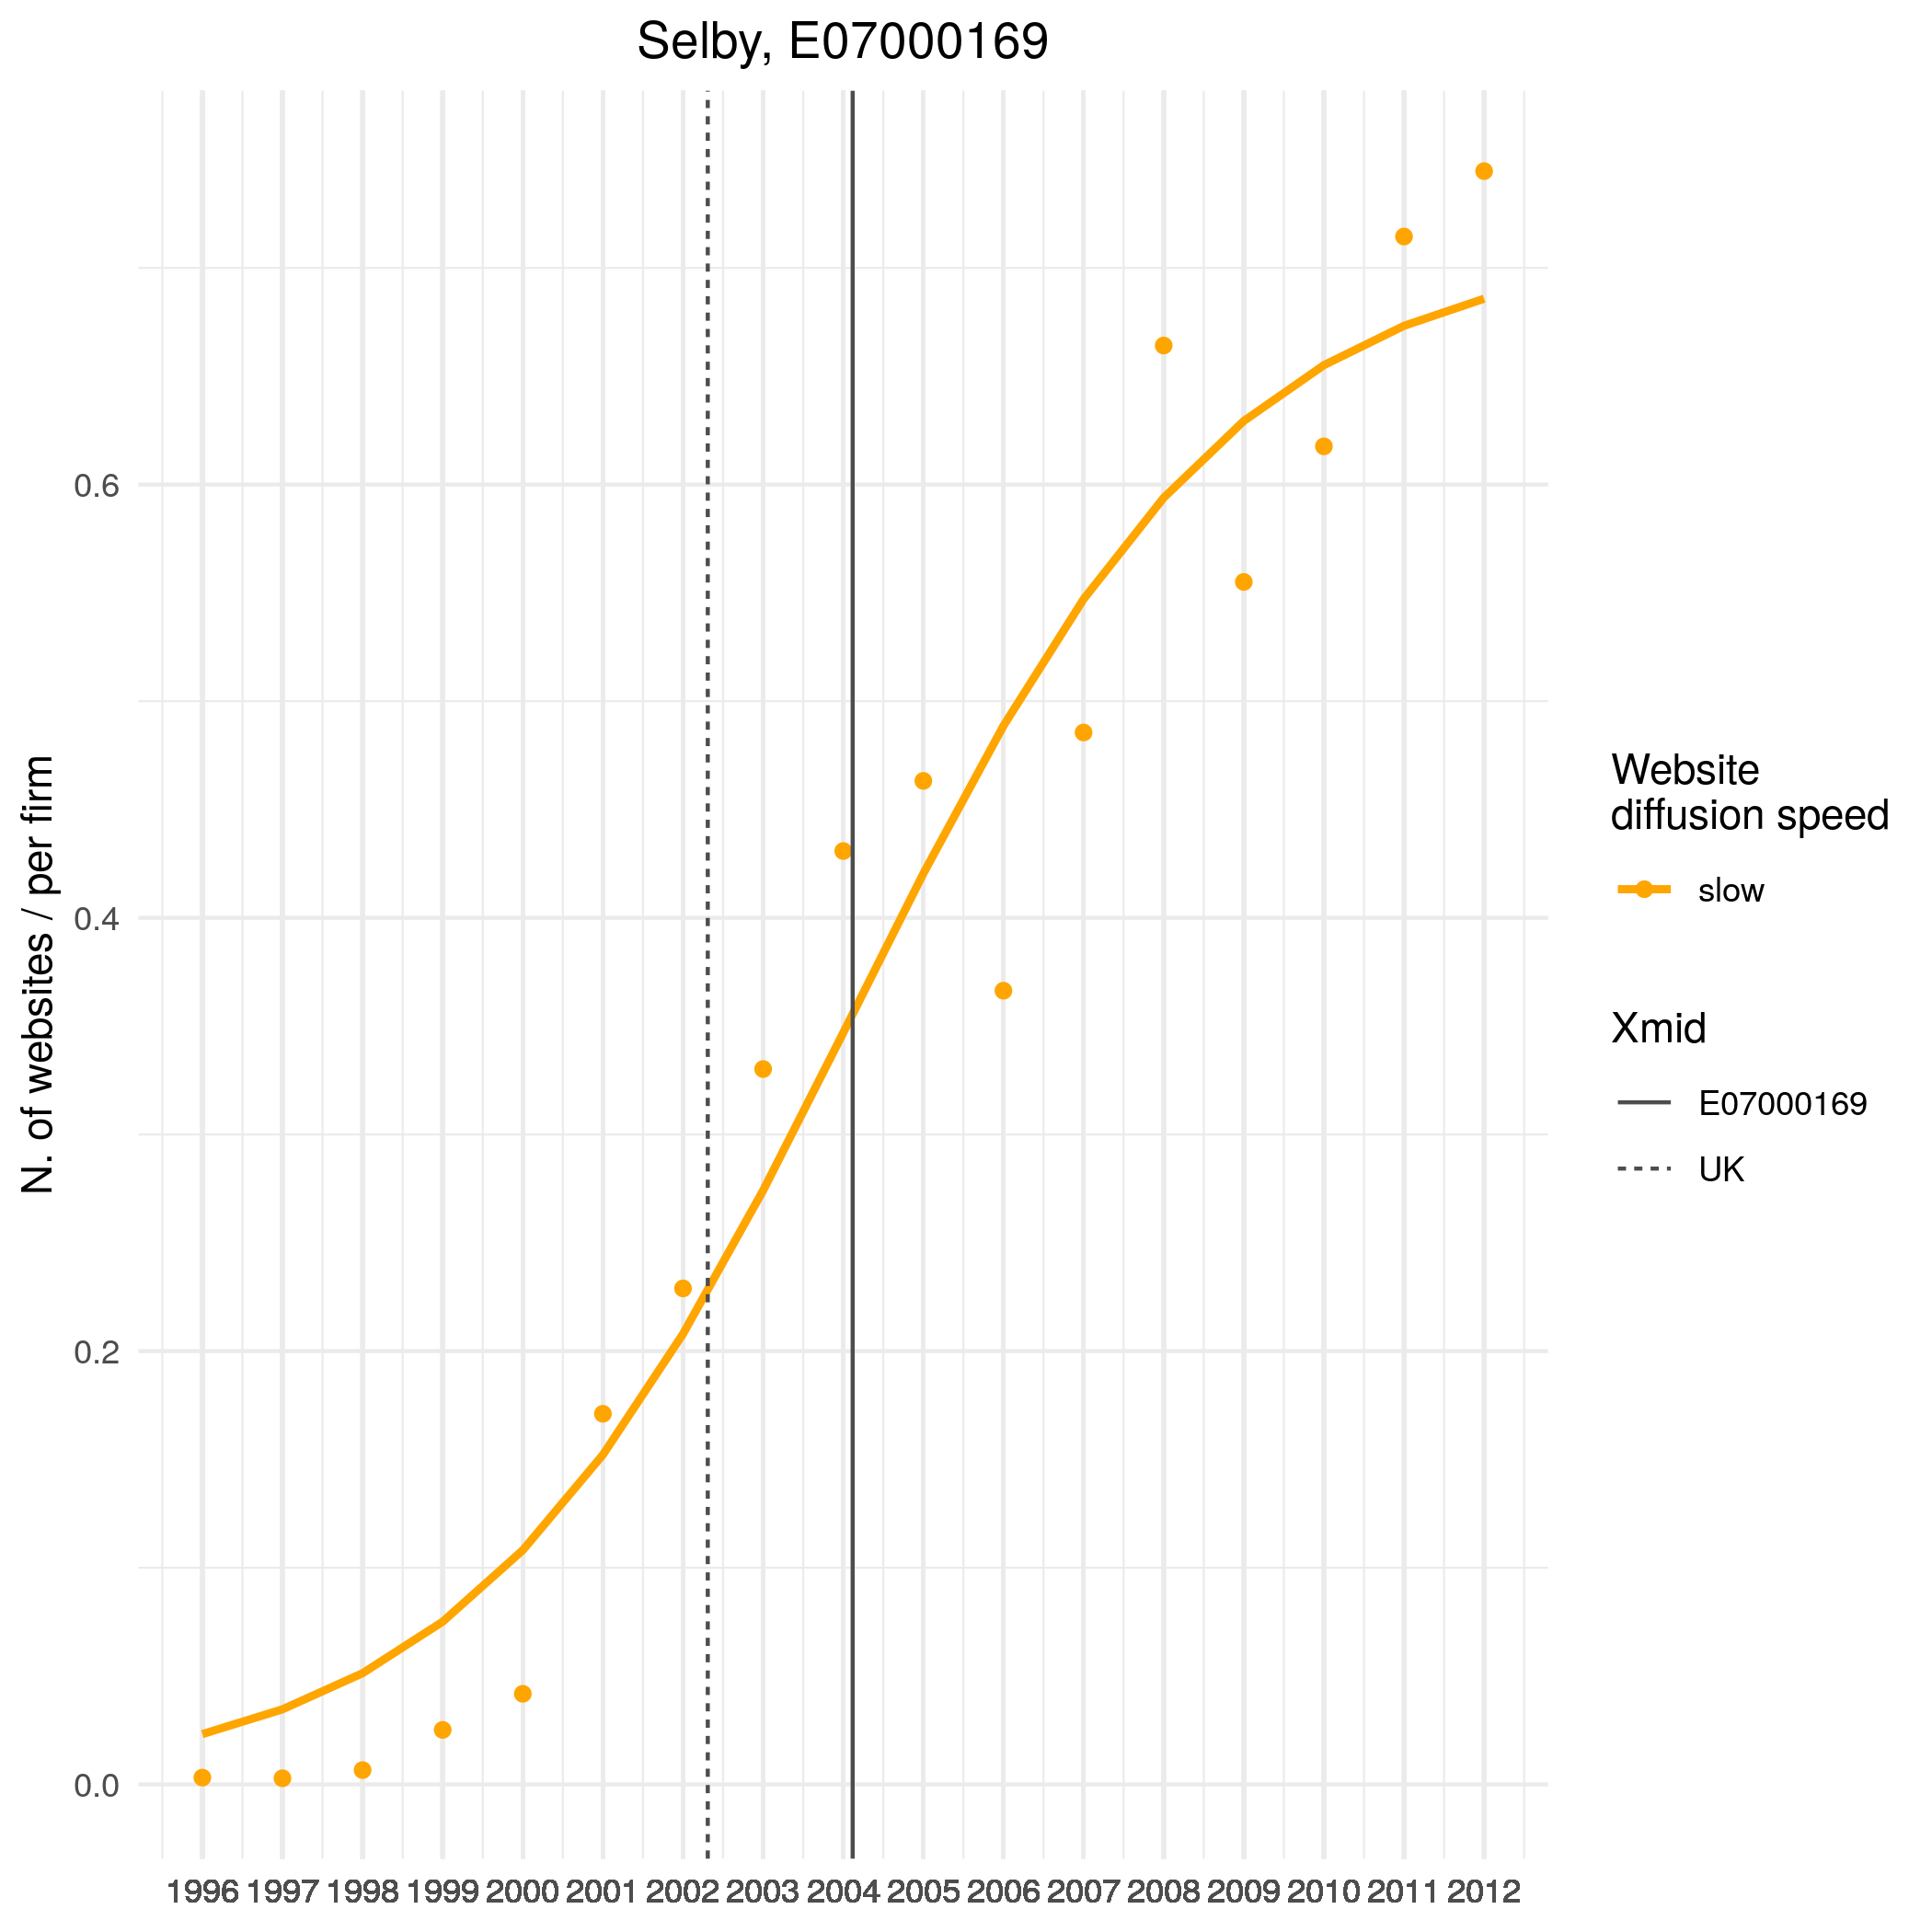 Selby, E07000169
N. of websites / per firm
0.6
0.4
0.2
0.0
1996 1997 1998 1999 2000 2001 2002 2003 2004 2005 2006 2007 2008 2009 2010 2011 2012
Website
diffusion speed
slow
Xmid
E07000169
UK